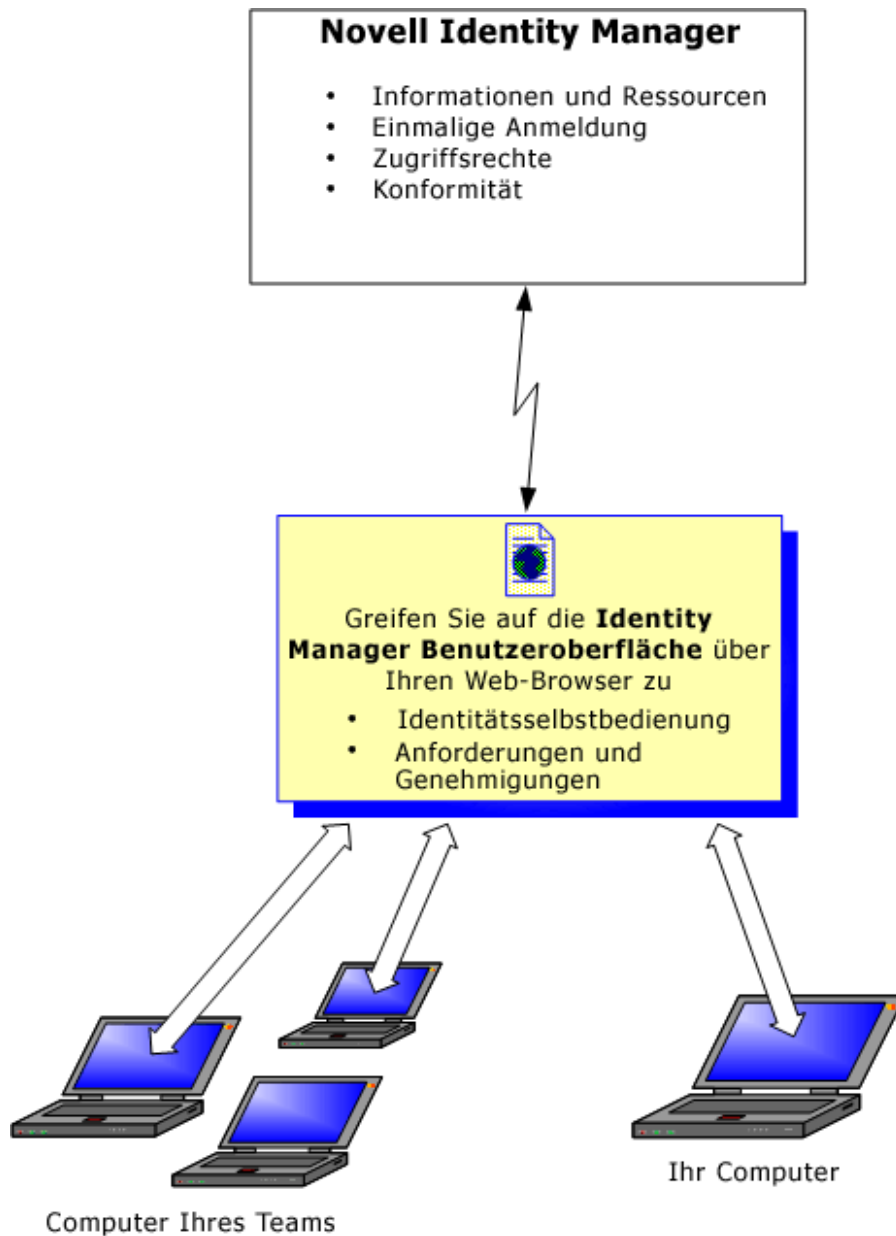 Novell Identity Manager
• Informationen und Ressourcen
• Einmalige Anmeldung
• Zugriffsrechte
• Konformität
Greifen Sie auf die Identity
Manager Benutzeroberfläche über
Ihren Web-Browser zu
• Identitätsselbstbedienung
• Anforderungen und
Genehmigungen
Ihr Computer
Computer Ihres Teams